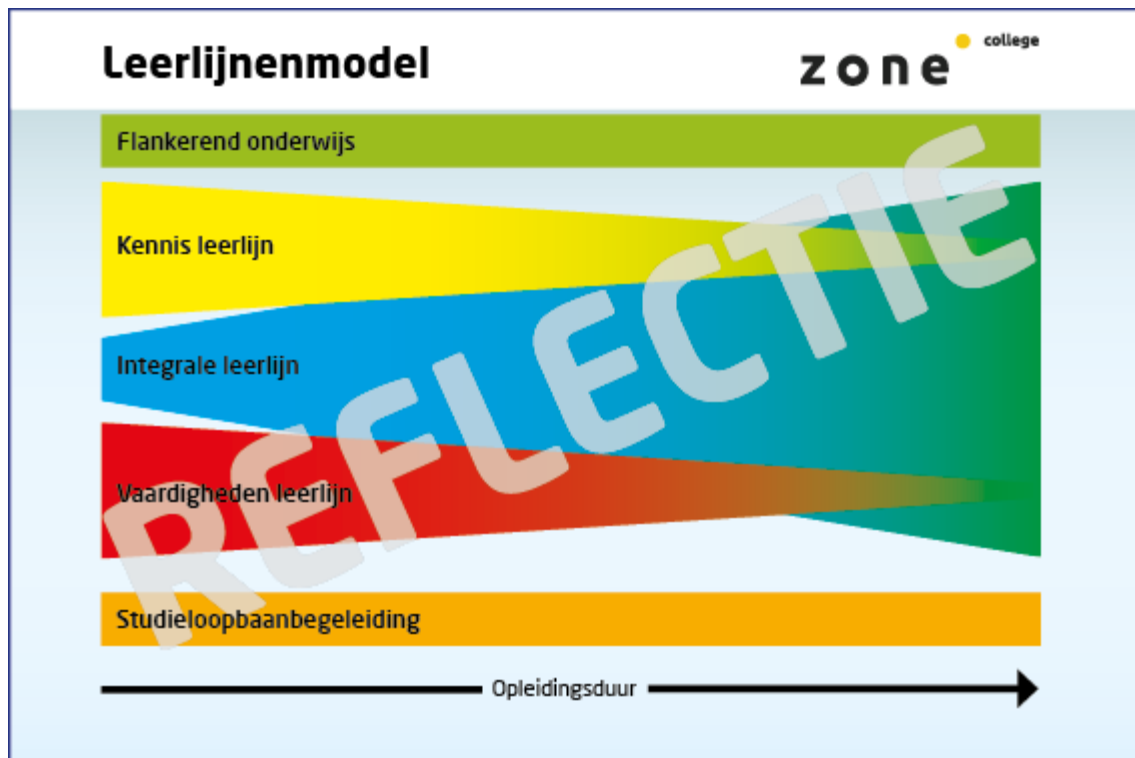 Leerlijnenmodel
college
zone
Flankerend onderwijs
Kennis leerlijn
Integrale leerlijn
Vaardigheden leerlijn
REFLECTIE
Studieloopbaanbegeleiding
Opleidingsduur